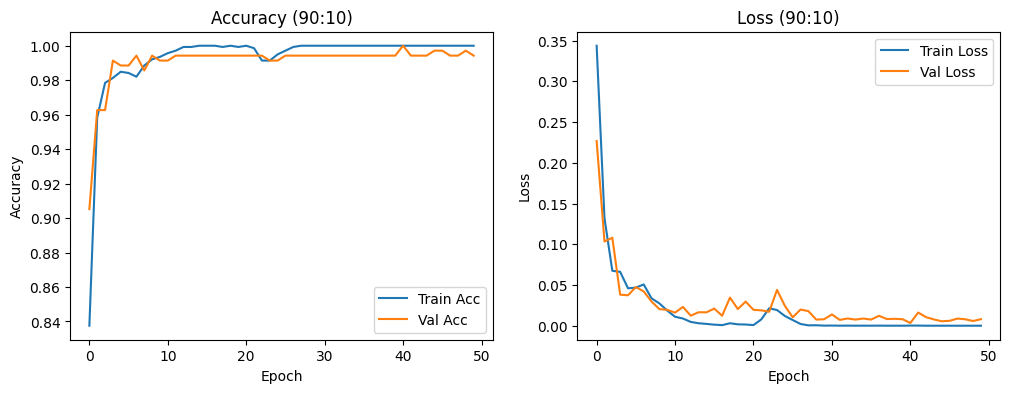 Accuracy (90:10)
1.00
0.98
0.96
0.94
0.92
0.90
0.88
0.86
0.84
Accuracy
0
10
20
30
40
50
Epoch
Train Acc
Val Acc
Loss (90:10)
0.35
0.30
0.25
0.20
0.15
0.10
0.05
0.00
Loss
0
10
20
30
40
50
Epoch
Train Loss
Val Loss